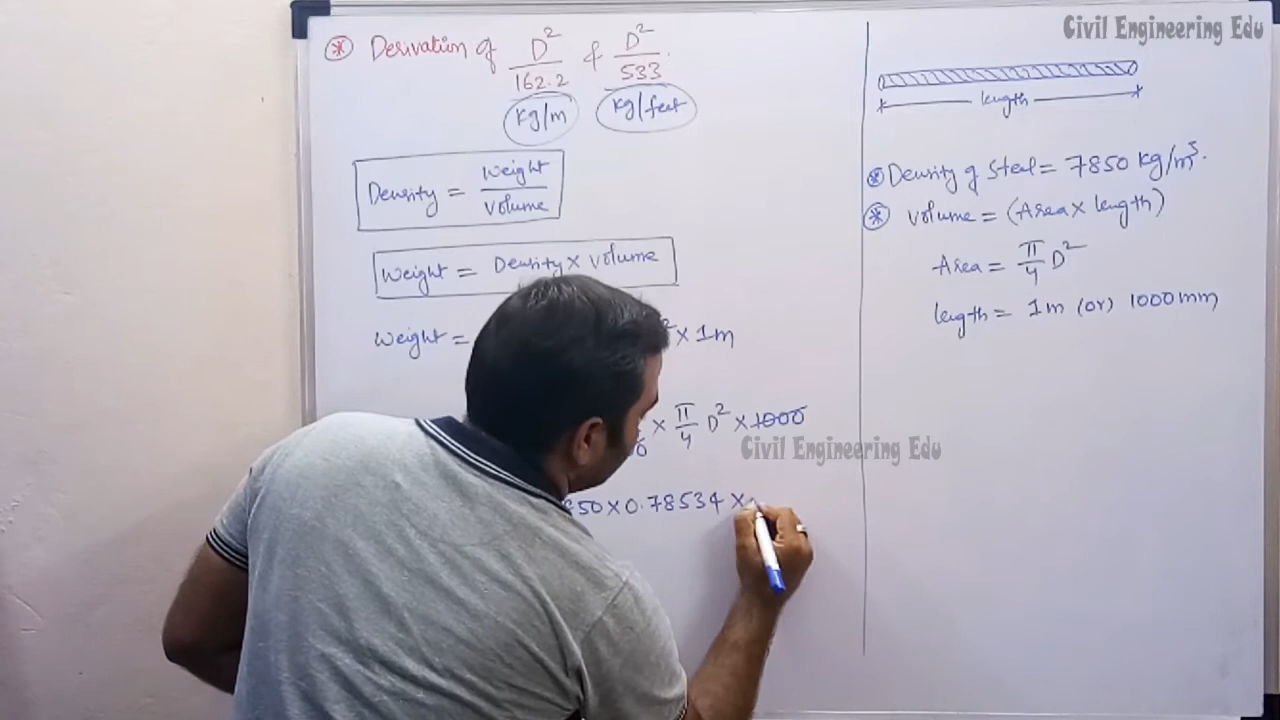 Civil Engineering Edu
* Derivation of D²/162.2 & D²/533.
kg/m kg/feet
Density = Weight/Volume
Weight = Density × Volume
Weight = × 1m
× π/4 D² × 1000
850 × 0.78534 ×
length
* Density of Steel = 7850 kg/m³.
* Volume = (Area × length)
Area = π/4 D²
length = 1m (or) 1000mm
Civil Engineering Edu